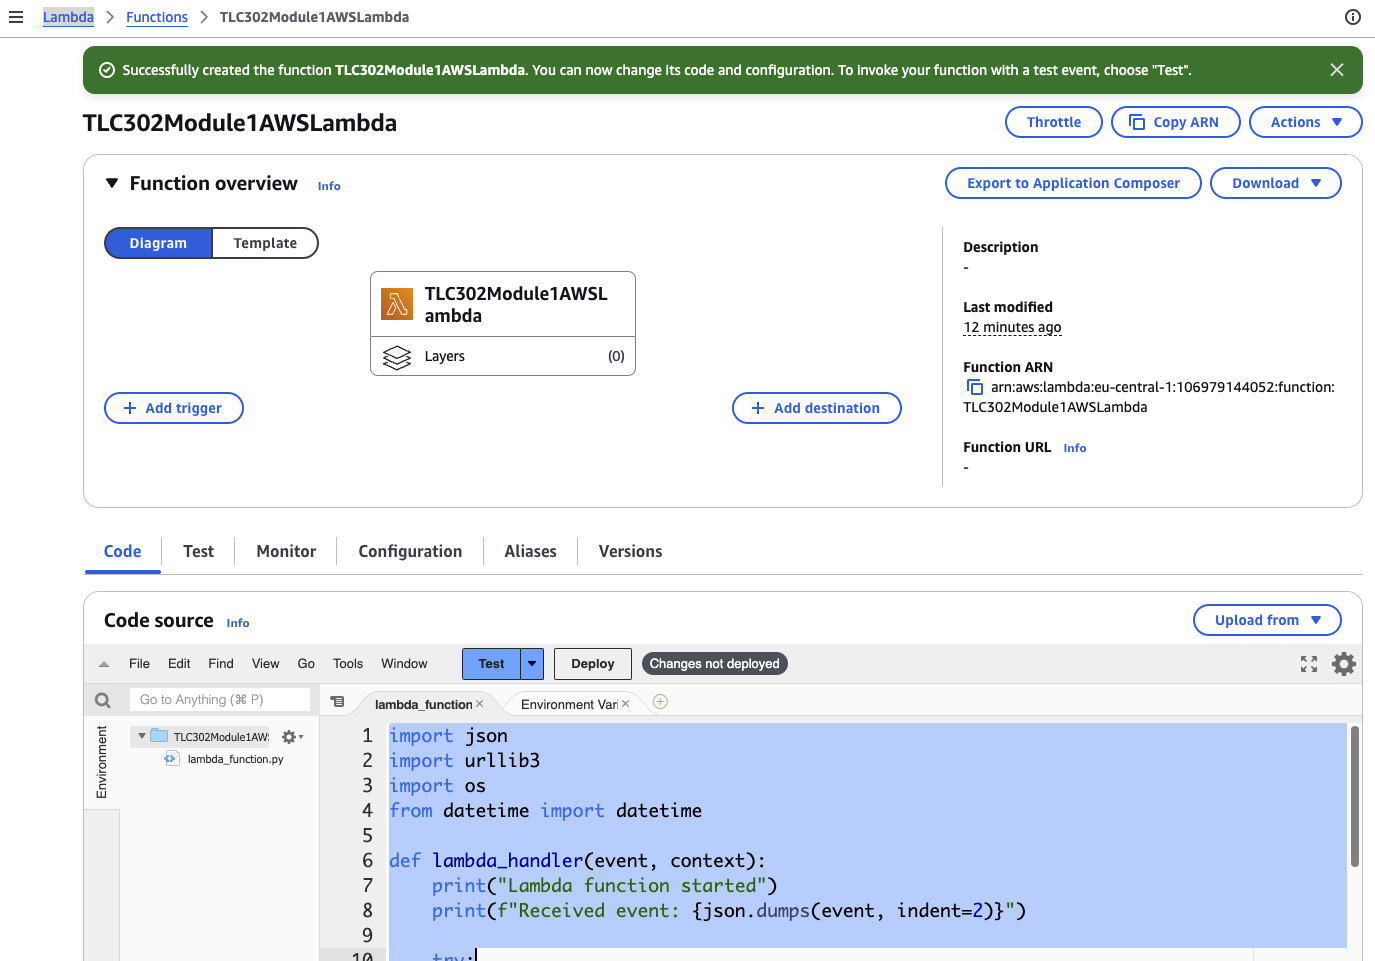 Lambda > Functions > TLC302Module1AWSLambda
Successfully created the function TLC302Module1AWSLambda. You can now change its code and configuration. To invoke your function with a test event, choose "Test".
TLC302Module1AWSLambda
Throttle Copy ARN Actions
Function overview Info
Export to Application Composer Download
Diagram Template
TLC302Module1AWSL
ambda
Layers (0)
+ Add trigger
+ Add destination
Description
-
Last modified
12 minutes ago
Function ARN
arn:aws:lambda:eu-central-1:106979144052:function:
TLC302Module1AWSLambda
Function URL Info
-
Code Test Monitor Configuration Aliases Versions
Code source Info
Upload from
File Edit Find View Go Tools Window Test Deploy Changes not deployed
Go to Anything (⌘ P)
lambda_function × Environment Vari ×
Environment
TLC302Module1AWS
lambda_function.py
1 import json
2 import urllib3
3 import os
4 from datetime import datetime
5
6 def lambda_handler(event, context):
7 print("Lambda function started")
8 print(f"Received event: {json.dumps(event, indent=2)}")
9
10 try: